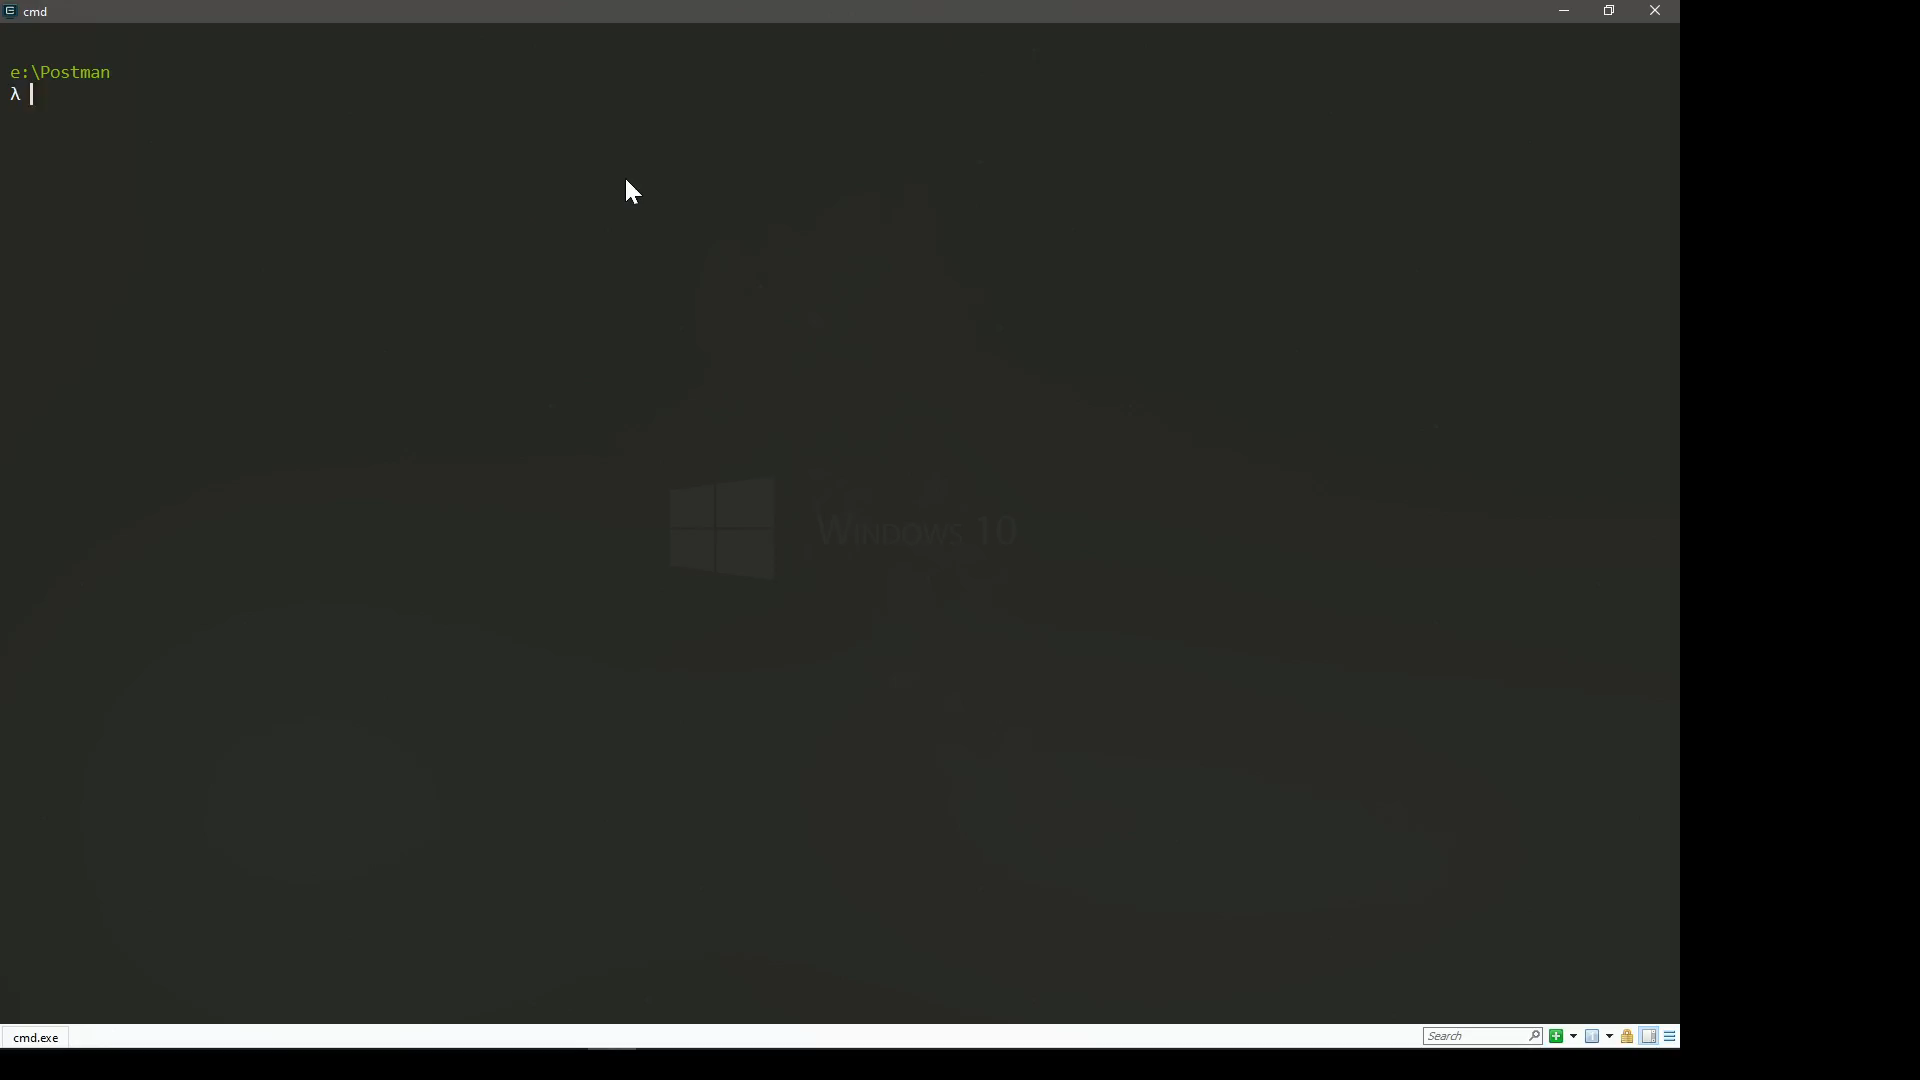 cmd
e:\Postman
λ
Windows 10
cmd.exe
Search